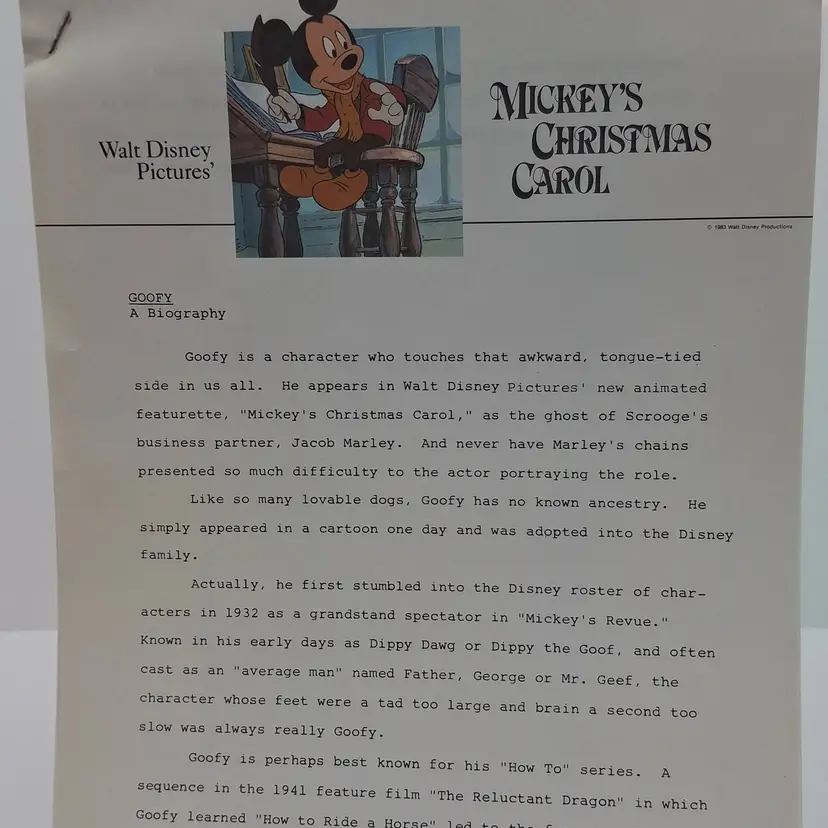 Walt Disney
Pictures'
MICKEY'S
CHRISTMAS
CAROL
© 1983 Walt Disney Productions
GOOFY
A Biography
Goofy is a character who touches that awkward, tongue-tied
side in us all. He appears in Walt Disney Pictures' new animated
featurette, "Mickey's Christmas Carol," as the ghost of Scrooge's
business partner, Jacob Marley. And never have Marley's chains
presented so much difficulty to the actor portraying the role.
Like so many lovable dogs, Goofy has no known ancestry. He
simply appeared in a cartoon one day and was adopted into the Disney
family.
Actually, he first stumbled into the Disney roster of char-
acters in 1932 as a grandstand spectator in "Mickey's Revue."
Known in his early days as Dippy Dawg or Dippy the Goof, and often
cast as an "average man" named Father, George or Mr. Geef, the
character whose feet were a tad too large and brain a second too
slow was always really Goofy.
Goofy is perhaps best known for his "How To" series. A
sequence in the 1941 feature film "The Reluctant Dragon" in which
Goofy learned "How to Ride a Horse" led to the